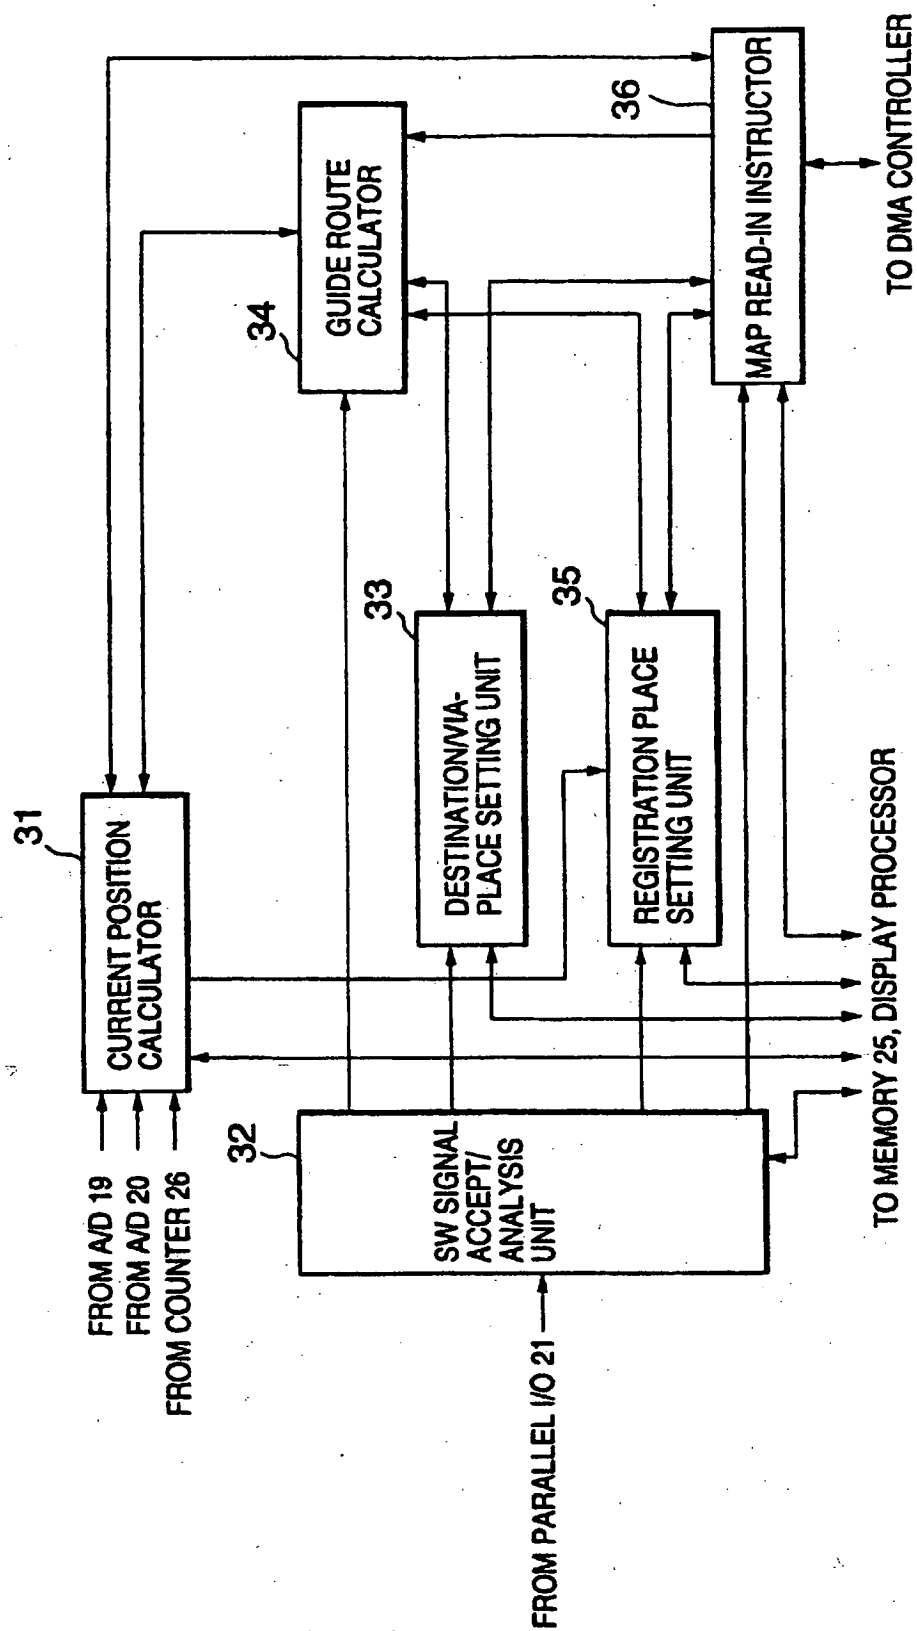 FROM A/D 19
FROM A/D 20
FROM COUNTER 26
31
CURRENT POSITION
CALCULATOR
FROM PARALLEL I/O 21
32
SW SIGNAL
ACCEPT/
ANALYSIS
UNIT
33
DESTINATION/VIA-
PLACE SETTING UNIT
34
GUIDE ROUTE
CALCULATOR
35
REGISTRATION PLACE
SETTING UNIT
36
MAP READ-IN INSTRUCTOR
TO MEMORY 25, DISPLAY PROCESSOR
TO DMA CONTROLLER